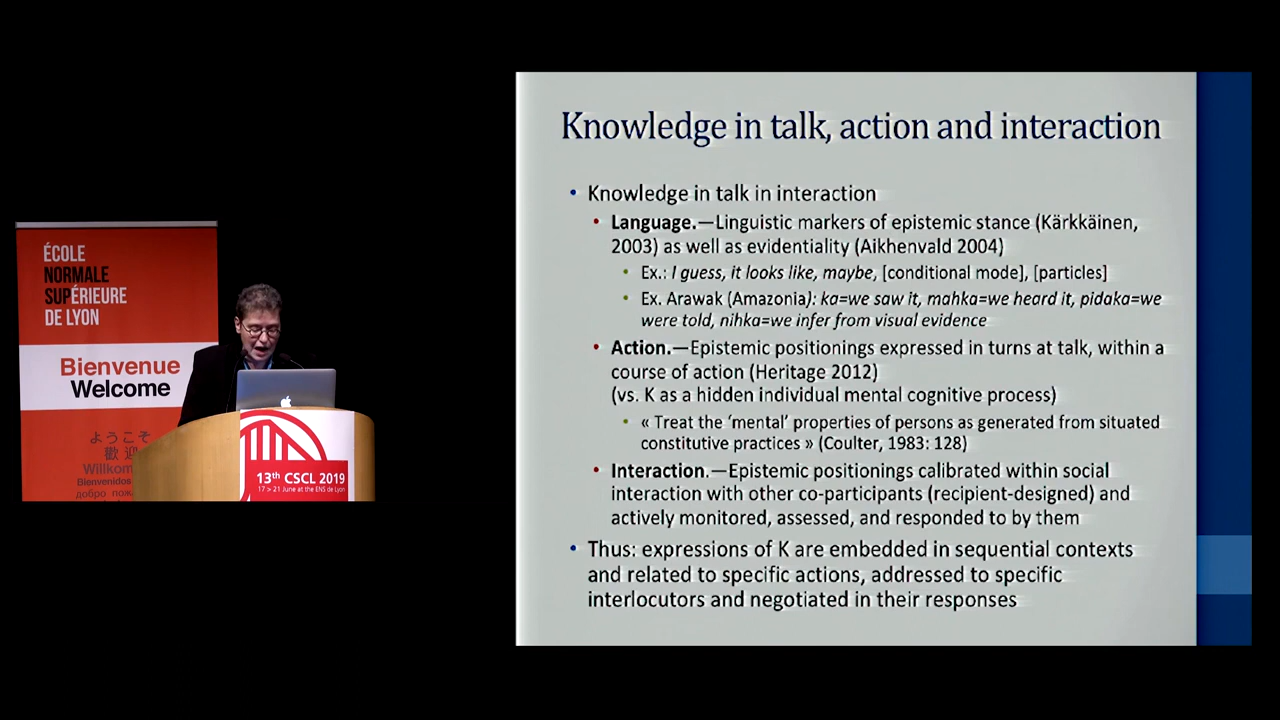 ÉCOLE
NORMALE
SUPÉRIEURE
DE LYON
Bienvenue
Welcome
ようこそ
歡迎
Willkom
Bienvenidos
добро пож
13th CSCL 2019
17 > 21 June at the ENS de Lyon
Knowledge in talk, action and interaction
• Knowledge in talk in interaction
• Language.—Linguistic markers of epistemic stance (Kärkkäinen,
2003) as well as evidentiality (Aikhenvald 2004)
• Ex.: I guess, it looks like, maybe, [conditional mode], [particles]
• Ex. Arawak (Amazonia): ka=we saw it, mahka=we heard it, pidaka=we
were told, nihka=we infer from visual evidence
• Action.—Epistemic positionings expressed in turns at talk, within a
course of action (Heritage 2012)
(vs. K as a hidden individual mental cognitive process)
• « Treat the ‘mental’ properties of persons as generated from situated
constitutive practices » (Coulter, 1983: 128)
• Interaction.—Epistemic positionings calibrated within social
interaction with other co-participants (recipient-designed) and
actively monitored, assessed, and responded to by them
• Thus: expressions of K are embedded in sequential contexts
and related to specific actions, addressed to specific
interlocutors and negotiated in their responses